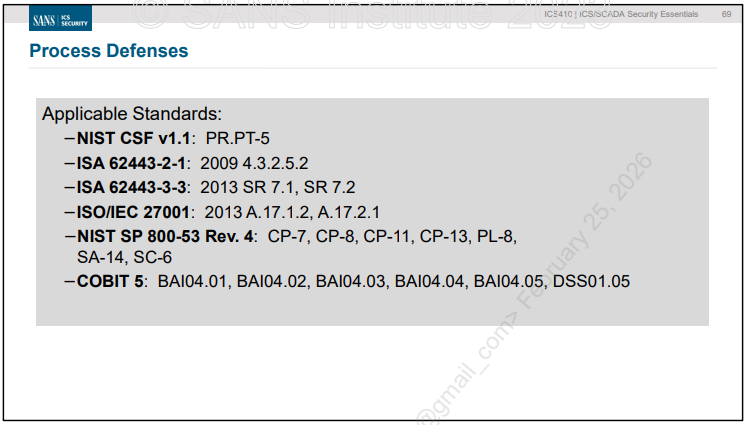 © SANS Institute 2026
SANS | ICS SECURITY
ICS410 | ICS/SCADA Security Essentials 69
Process Defenses
Applicable Standards:
–NIST CSF v1.1: PR.PT-5
–ISA 62443-2-1: 2009 4.3.2.5.2
–ISA 62443-3-3: 2013 SR 7.1, SR 7.2
–ISO/IEC 27001: 2013 A.17.1.2, A.17.2.1
–NIST SP 800-53 Rev. 4: CP-7, CP-8, CP-11, CP-13, PL-8,
SA-14, SC-6
–COBIT 5: BAI04.01, BAI04.02, BAI04.03, BAI04.04, BAI04.05, DSS01.05
@gmail_com> February 25, 2026